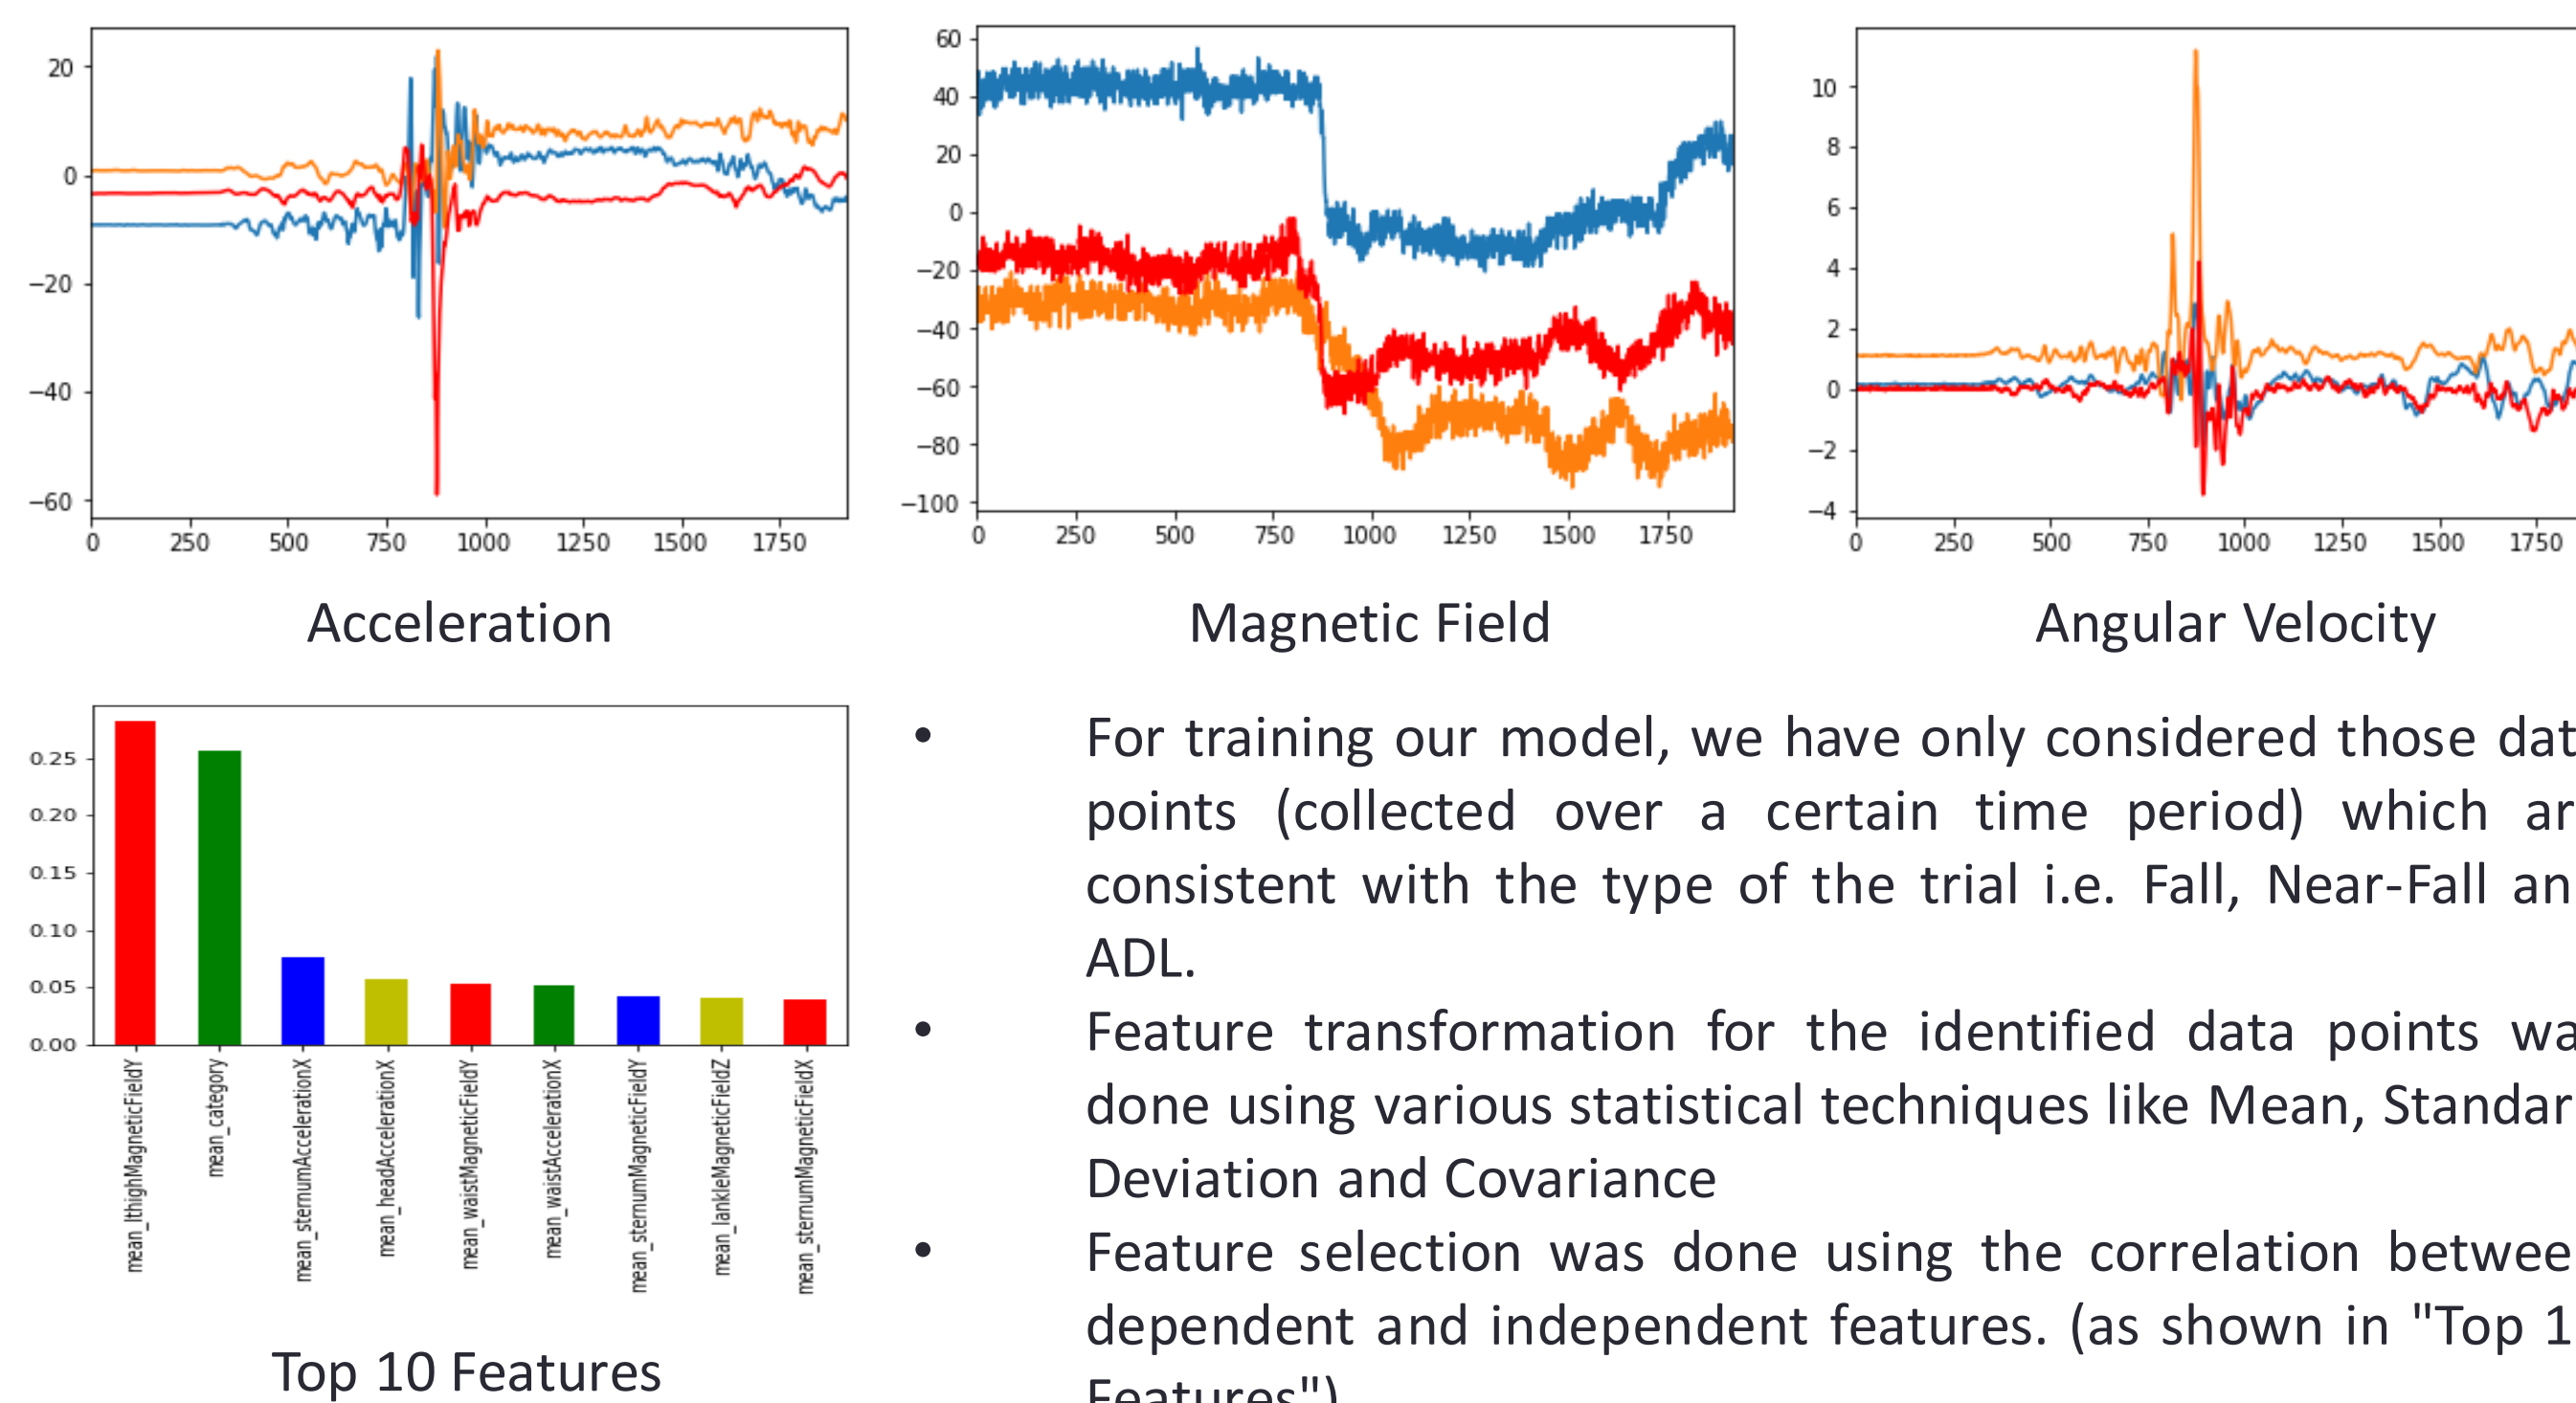 20
0
−20
−40
−60
0 250 500 750 1000 1250 1500 1750
60
40
20
0
−20
−40
−60
−80
−100
0 250 500 750 1000 1250 1500 1750
10
8
6
4
2
0
−2
−4
0 250 500 750 1000 1250 1500 1750
Acceleration
Magnetic Field
Angular Velocity
0.25
0.20
0.15
0.10
0.05
0.00
mean_lthighMagneticFieldY
mean_category
mean_sternumAccelerationX
mean_headAccelerationX
mean_waistMagneticFieldY
mean_waistAccelerationX
mean_sternumMagneticFieldY
mean_lankleMagneticFieldZ
mean_sternumMagneticFieldX
Top 10 Features
• For training our model, we have only considered those dat
points (collected over a certain time period) which ar
consistent with the type of the trial i.e. Fall, Near-Fall an
ADL.
• Feature transformation for the identified data points wa
done using various statistical techniques like Mean, Standar
Deviation and Covariance
• Feature selection was done using the correlation betwee
dependent and independent features. (as shown in "Top 1
Features")